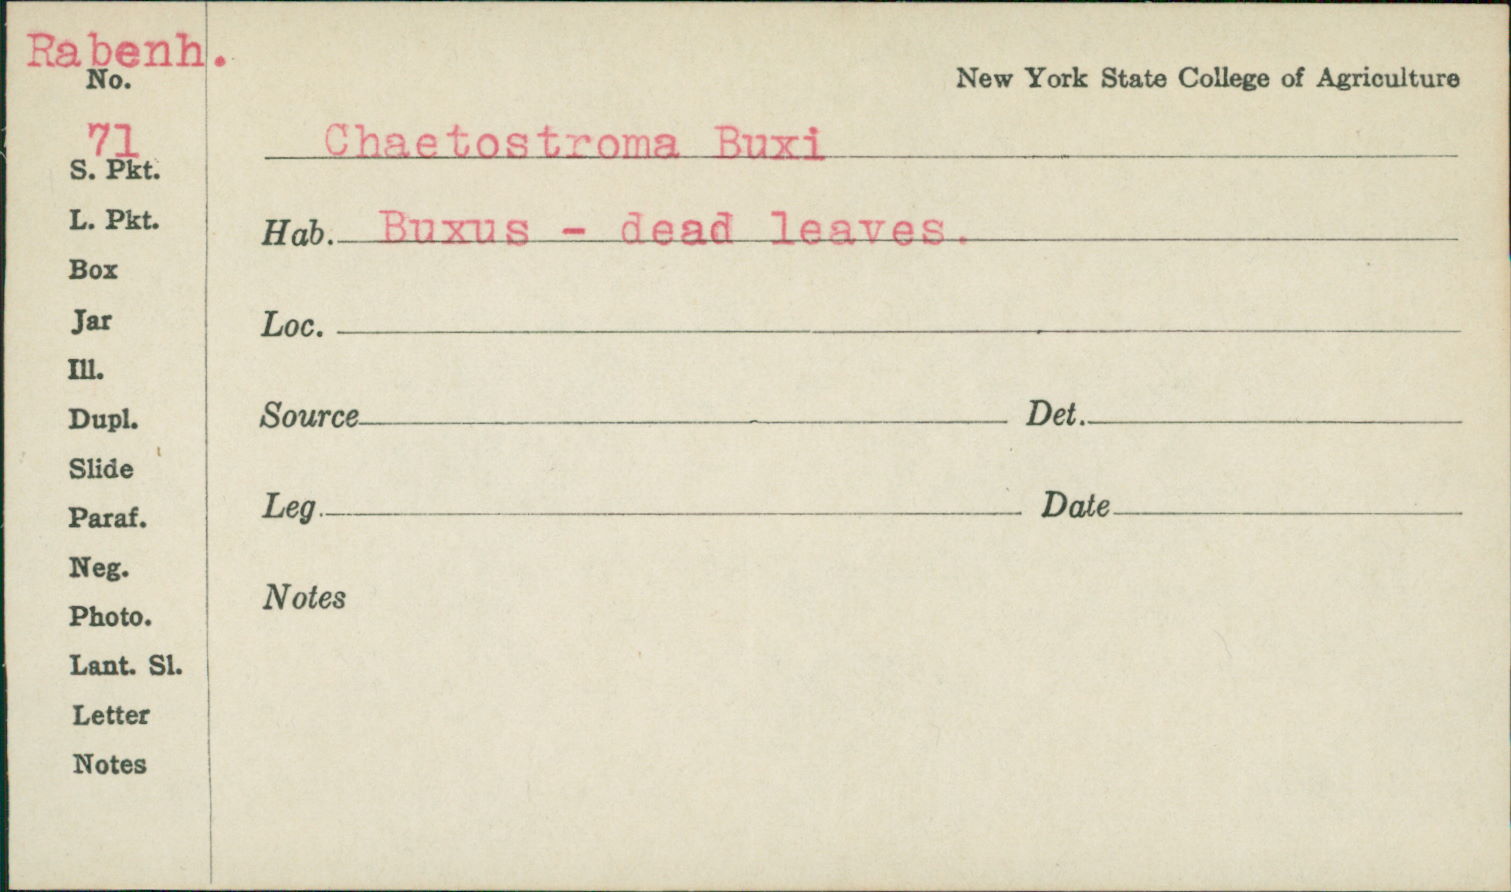 Rabenh.
No.
New York State College of Agriculture
71
Chaetostroma Buxi
S. Pkt.
L. Pkt.
Hab. Buxus - dead leaves.
Box
Jar
Loc.
Ill.
Dupl.
Source Det.
Slide
Paraf.
Leg. Date
Neg.
Notes
Photo.
Lant. Sl.
Letter
Notes